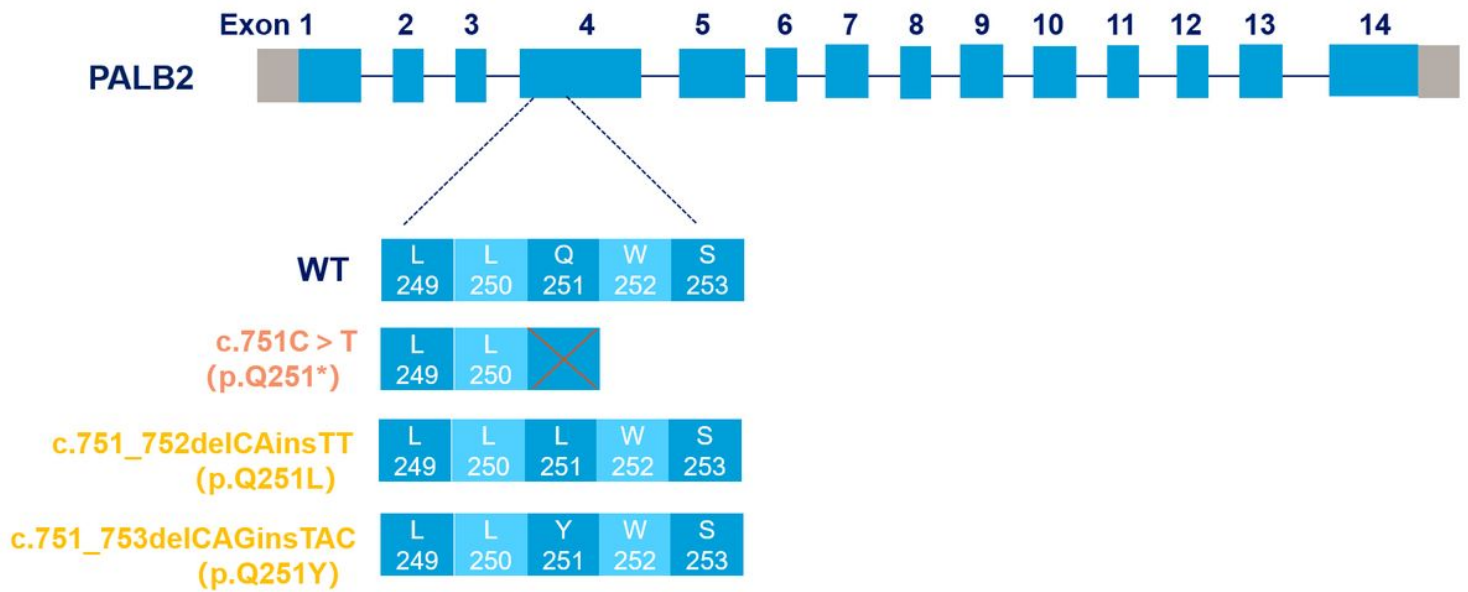 Exon 1 2 3 4 5 6 7 8 9 10 11 12 13 14
PALB2
WT
L L Q W S
249 250 251 252 253
c.751C > T
(p.Q251*)
L L
249 250
c.751_752delCAinsTT
(p.Q251L)
L L L W S
249 250 251 252 253
c.751_753delCAGinsTAC
(p.Q251Y)
L L Y W S
249 250 251 252 253